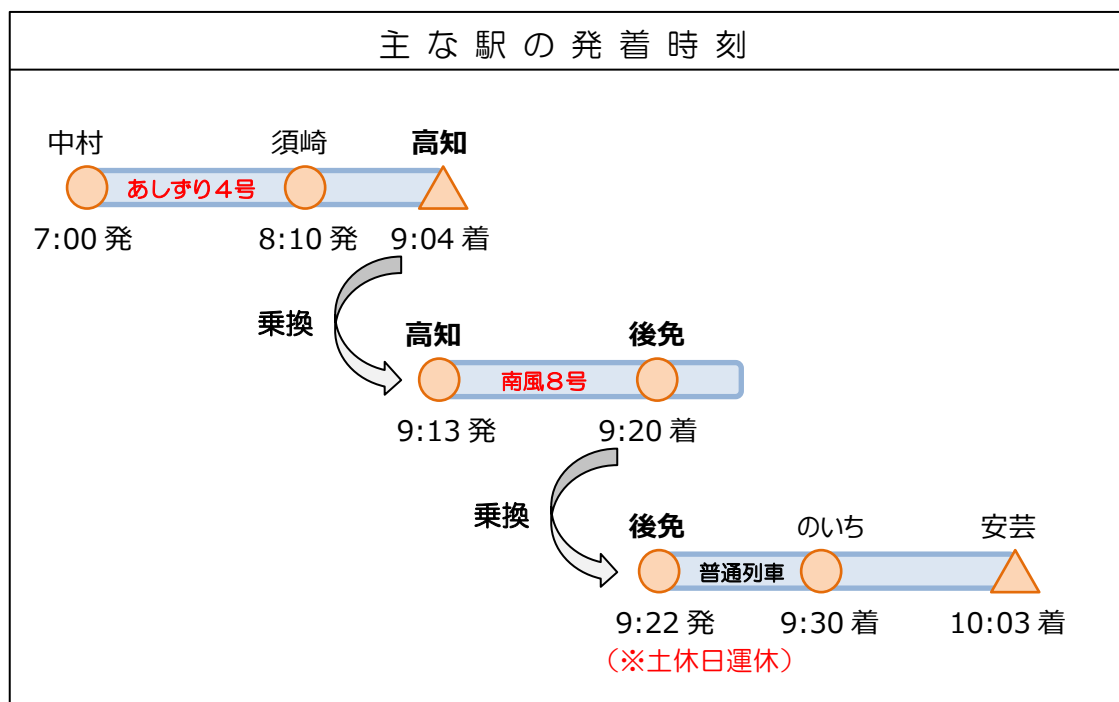 主な駅の発着時刻
中村 須崎 高知
あしずり4号
7:00 発 8:10 発 9:04 着
乗換
高知 後免
南風8号
9:13 発 9:20 着
乗換
後免 のいち 安芸
普通列車
9:22 発 9:30 着 10:03 着
(※土休日運休)